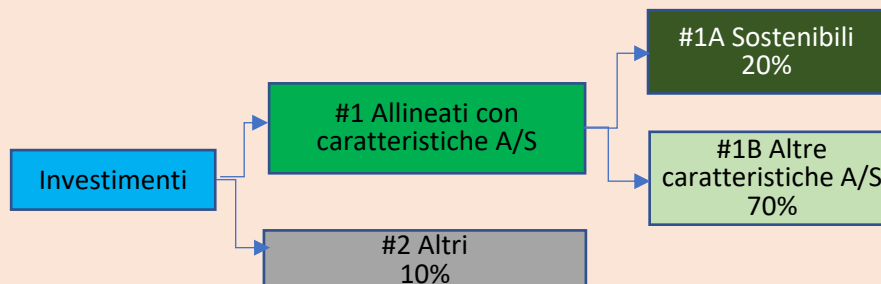 #1A Sostenibili
20%
#1 Allineati con
caratteristiche A/S
#1B Altre
caratteristiche A/S
70%
Investimenti
#2 Altri
10%